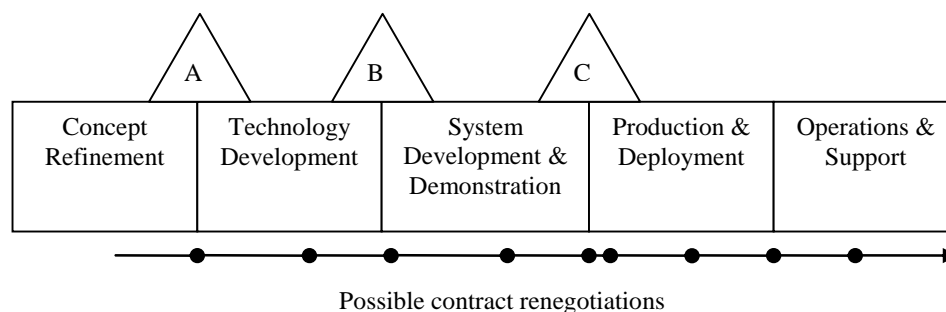 A
B
C
Concept
Refinement
Technology
Development
System
Development &
Demonstration
Production &
Deployment
Operations &
Support
Possible contract renegotiations